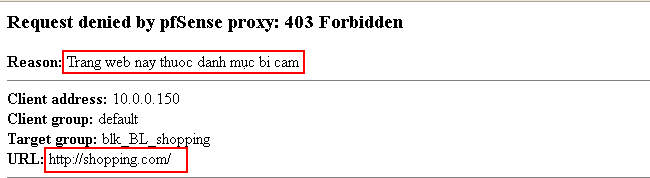 Request denied by pfSense proxy: 403 Forbidden
Reason: Trang web nay thuoc danh mục bi cam
Client address: 10.0.0.150
Client group: default
Target group: blk_BL_shopping
URL: http://shopping.com/